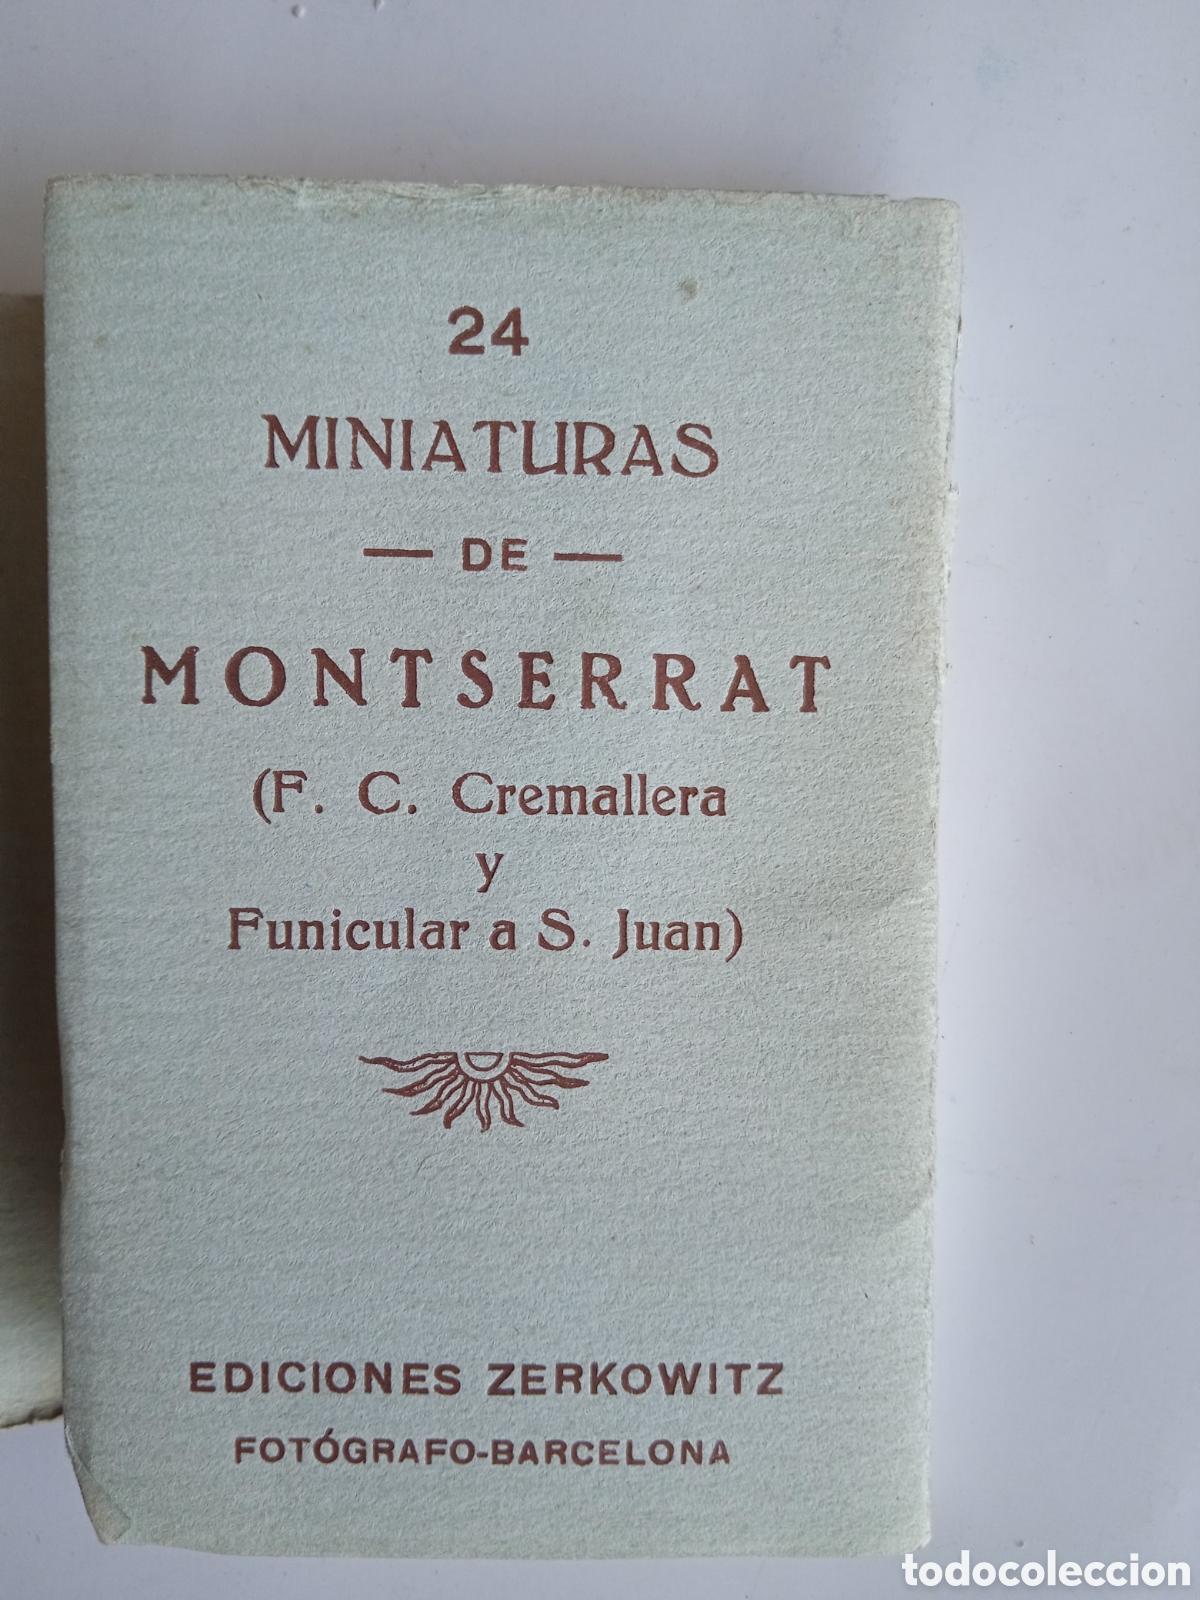 24
MINIATURAS
— DE —
MONTSERRAT
(F. C. Cremallera
y
Funicular a S. Juan)
EDICIONES ZERKOWITZ
FOTÓGRAFO-BARCELONA
todocoleccion